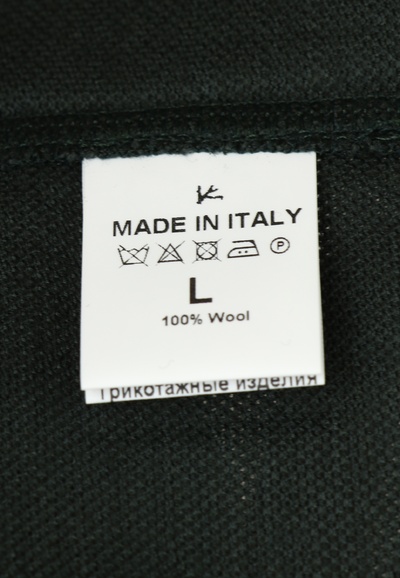 MADE IN ITALY
P
L
100% Wool
Трикотажные изделия